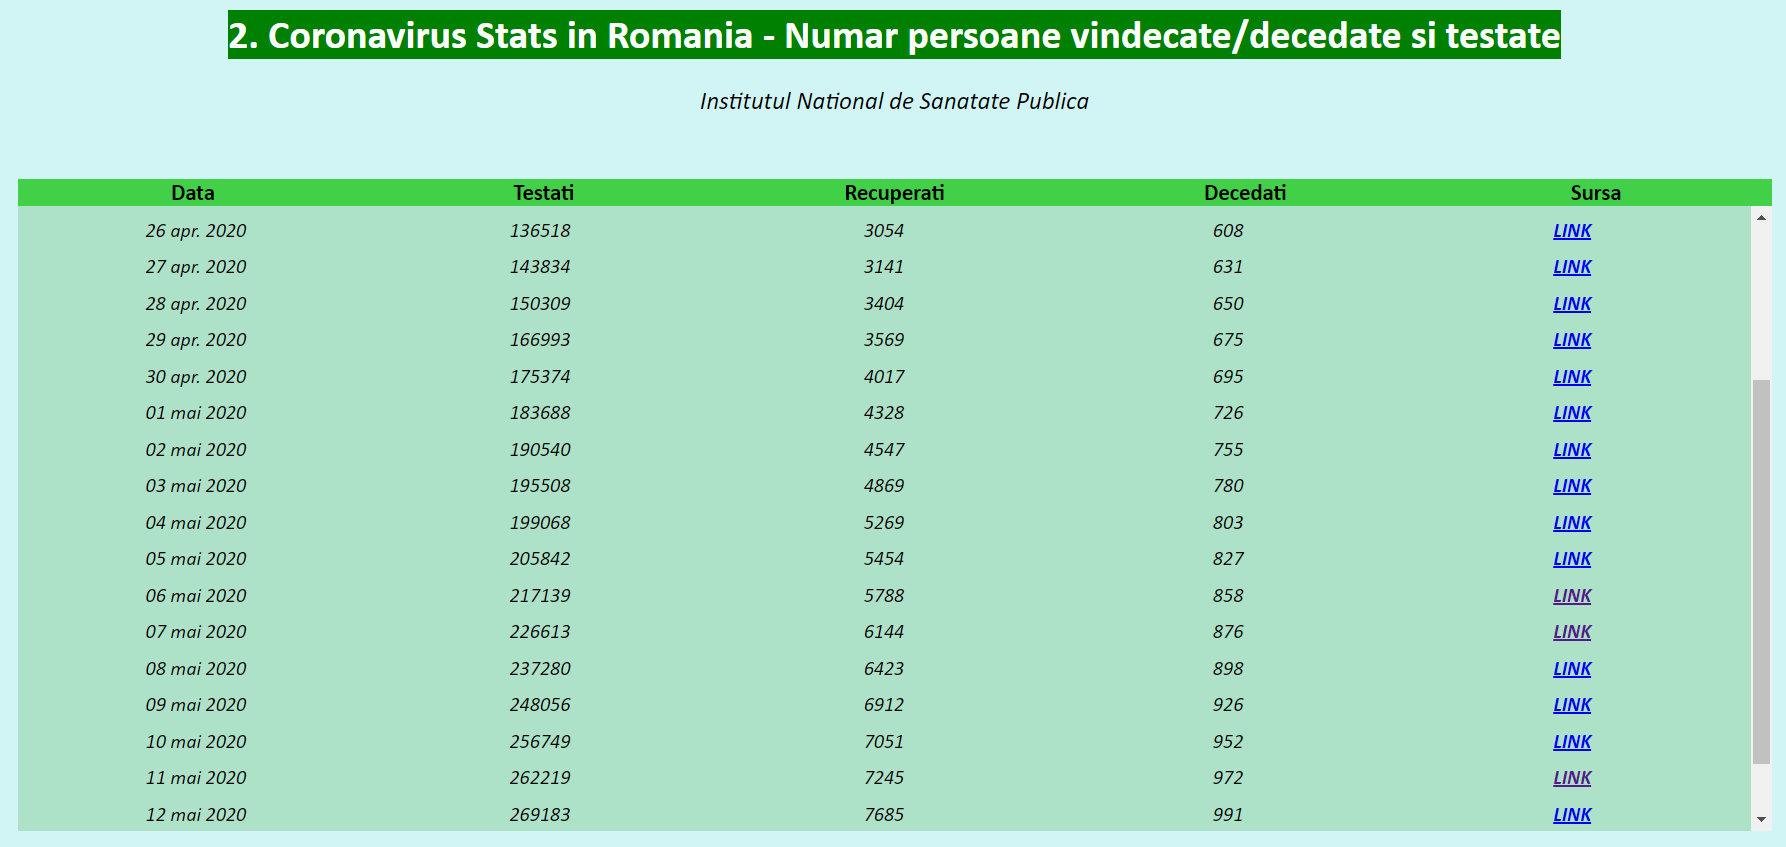 2. Coronavirus Stats in Romania - Numar persoane vindecate/decedate si testate
Institutul National de Sanatate Publica
Data Testati Recuperati Decedati Sursa
26 apr. 2020 136518 3054 608 LINK
27 apr. 2020 143834 3141 631 LINK
28 apr. 2020 150309 3404 650 LINK
29 apr. 2020 166993 3569 675 LINK
30 apr. 2020 175374 4017 695 LINK
01 mai 2020 183688 4328 726 LINK
02 mai 2020 190540 4547 755 LINK
03 mai 2020 195508 4869 780 LINK
04 mai 2020 199068 5269 803 LINK
05 mai 2020 205842 5454 827 LINK
06 mai 2020 217139 5788 858 LINK
07 mai 2020 226613 6144 876 LINK
08 mai 2020 237280 6423 898 LINK
09 mai 2020 248056 6912 926 LINK
10 mai 2020 256749 7051 952 LINK
11 mai 2020 262219 7245 972 LINK
12 mai 2020 269183 7685 991 LINK